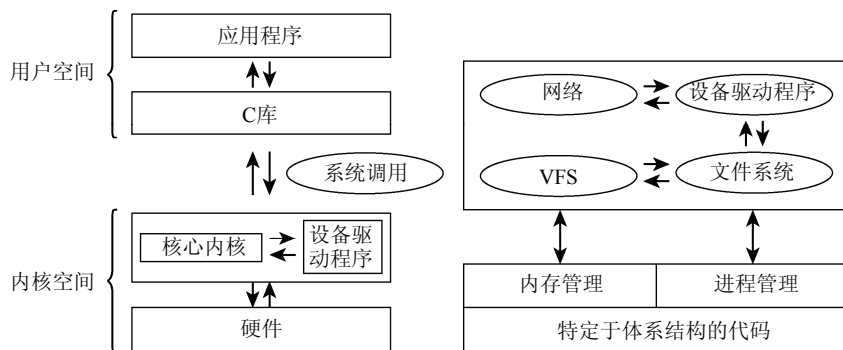 用户空间
应用程序
C库
系统调用
内核空间
核心内核
设备驱
动程序
硬件
网络
设备驱动程序
VFS
文件系统
内存管理
进程管理
特定于体系结构的代码